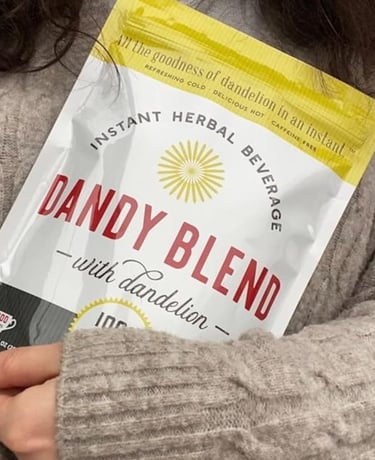 All the goodness of dandelion in an instant
REFRESHING COLD DELICIOUS HOT CAFFEINE FREE
INSTANT HERBAL BEVERAGE
DANDY BLEND
with dandelion